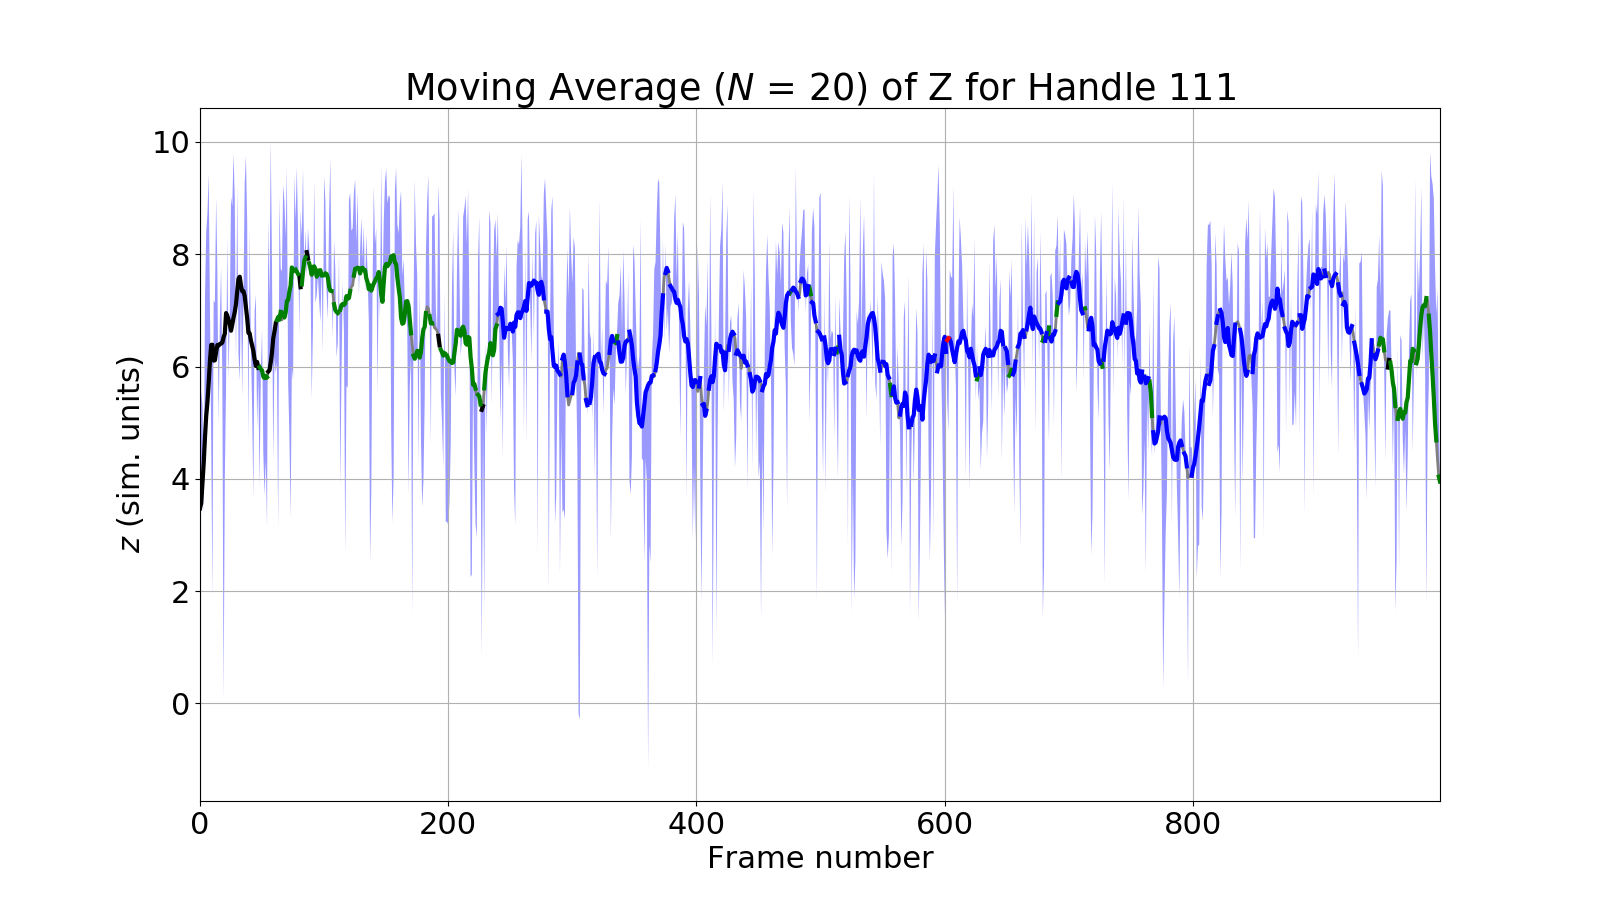 Moving Average (N = 20) of Z for Handle 111
10
8
6
4
2
0
z (sim. units)
0 200 400 600 800
Frame number